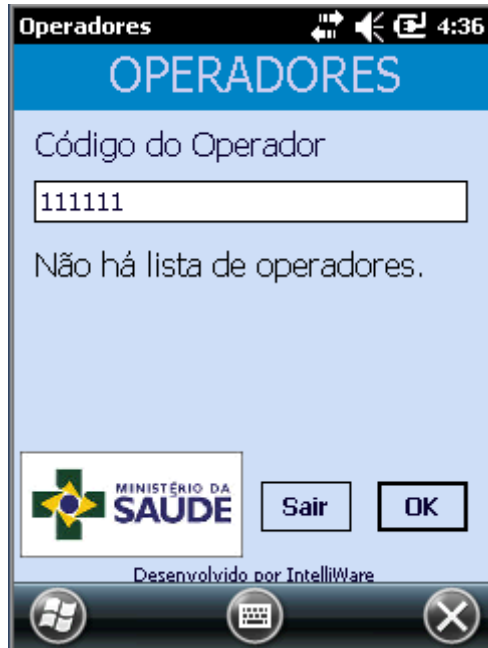 Operadores 4:36
OPERADORES
Código do Operador
111111
Não há lista de operadores.
MINISTÉRIO DA
SAÚDE
Sair OK
Desenvolvido por IntelliWare